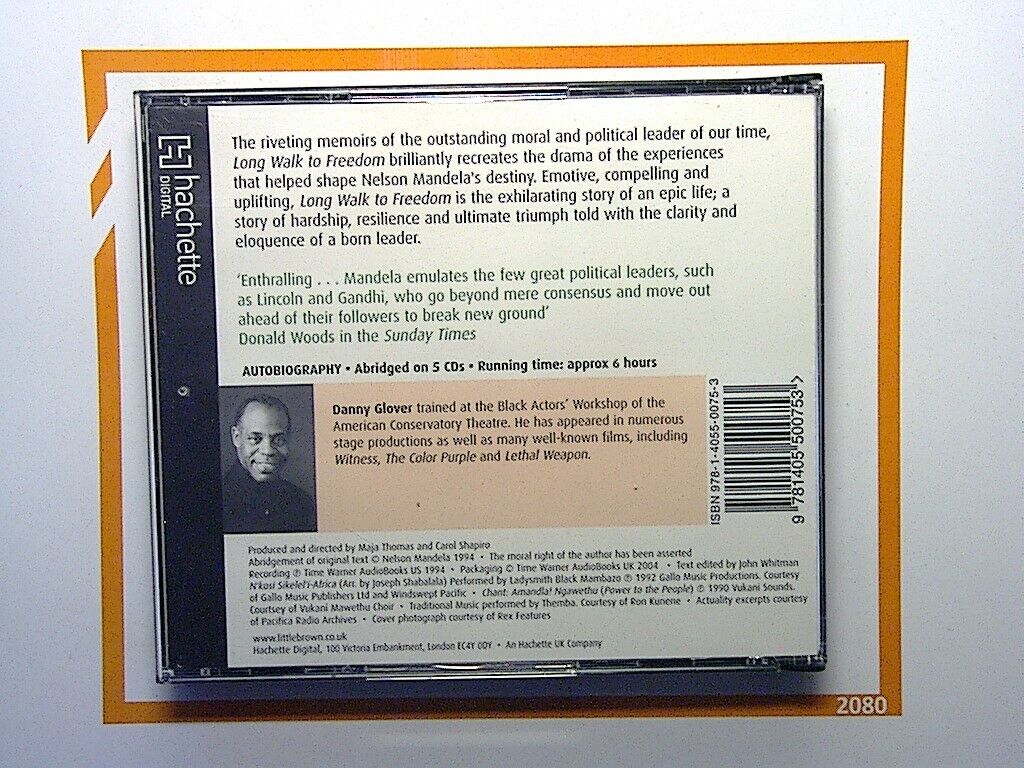 hachette
DIGITAL
The riveting memoirs of the outstanding moral and political leader of our time,
Long Walk to Freedom brilliantly recreates the drama of the experiences
that helped shape Nelson Mandela's destiny. Emotive, compelling and
uplifting, Long Walk to Freedom is the exhilarating story of an epic life; a
story of hardship, resilience and ultimate triumph told with the clarity and
eloquence of a born leader.
'Enthralling . . . Mandela emulates the few great political leaders, such
as Lincoln and Gandhi, who go beyond mere consensus and move out
ahead of their followers to break new ground'
Donald Woods in the Sunday Times
AUTOBIOGRAPHY • Abridged on 5 CDs • Running time: approx 6 hours
Danny Glover trained at the Black Actors' Workshop of the
American Conservatory Theatre. He has appeared in numerous
stage productions as well as many well-known films, including
Witness, The Color Purple and Lethal Weapon.
ISBN 978-1-4055-0075-3
9 781405 500753 >
Produced and directed by Maja Thomas and Carol Shapiro
Abridgement of original text © Nelson Mandela 1994 • The moral right of the author has been asserted
Recording ℗ Time Warner AudioBooks US 1994 • Packaging © Time Warner AudioBooks UK 2004 • Text edited by John Whitman
N'kosi Sikelel'i-Africa (Arr. by Joseph Shabalala) Performed by Ladysmith Black Mambazo ℗ 1992 Gallo Music Productions. Courtesy
of Gallo Music Publishers Ltd and Windswept Pacific • Chant: Amandla! Ngawethu (Power to the People) ℗ 1990 Vukani Sounds.
Courtsey of Vukani Mawethu Choir • Traditional Music performed by Themba. Courtesy of Ron Kunene • Actuality excerpts courtesy
of Pacifica Radio Archives • Cover photograph courtesy of Rex Features
www.littlebrown.co.uk
Hachette Digital, 100 Victoria Embankment, London EC4Y 0DY • An Hachette UK Company
2080